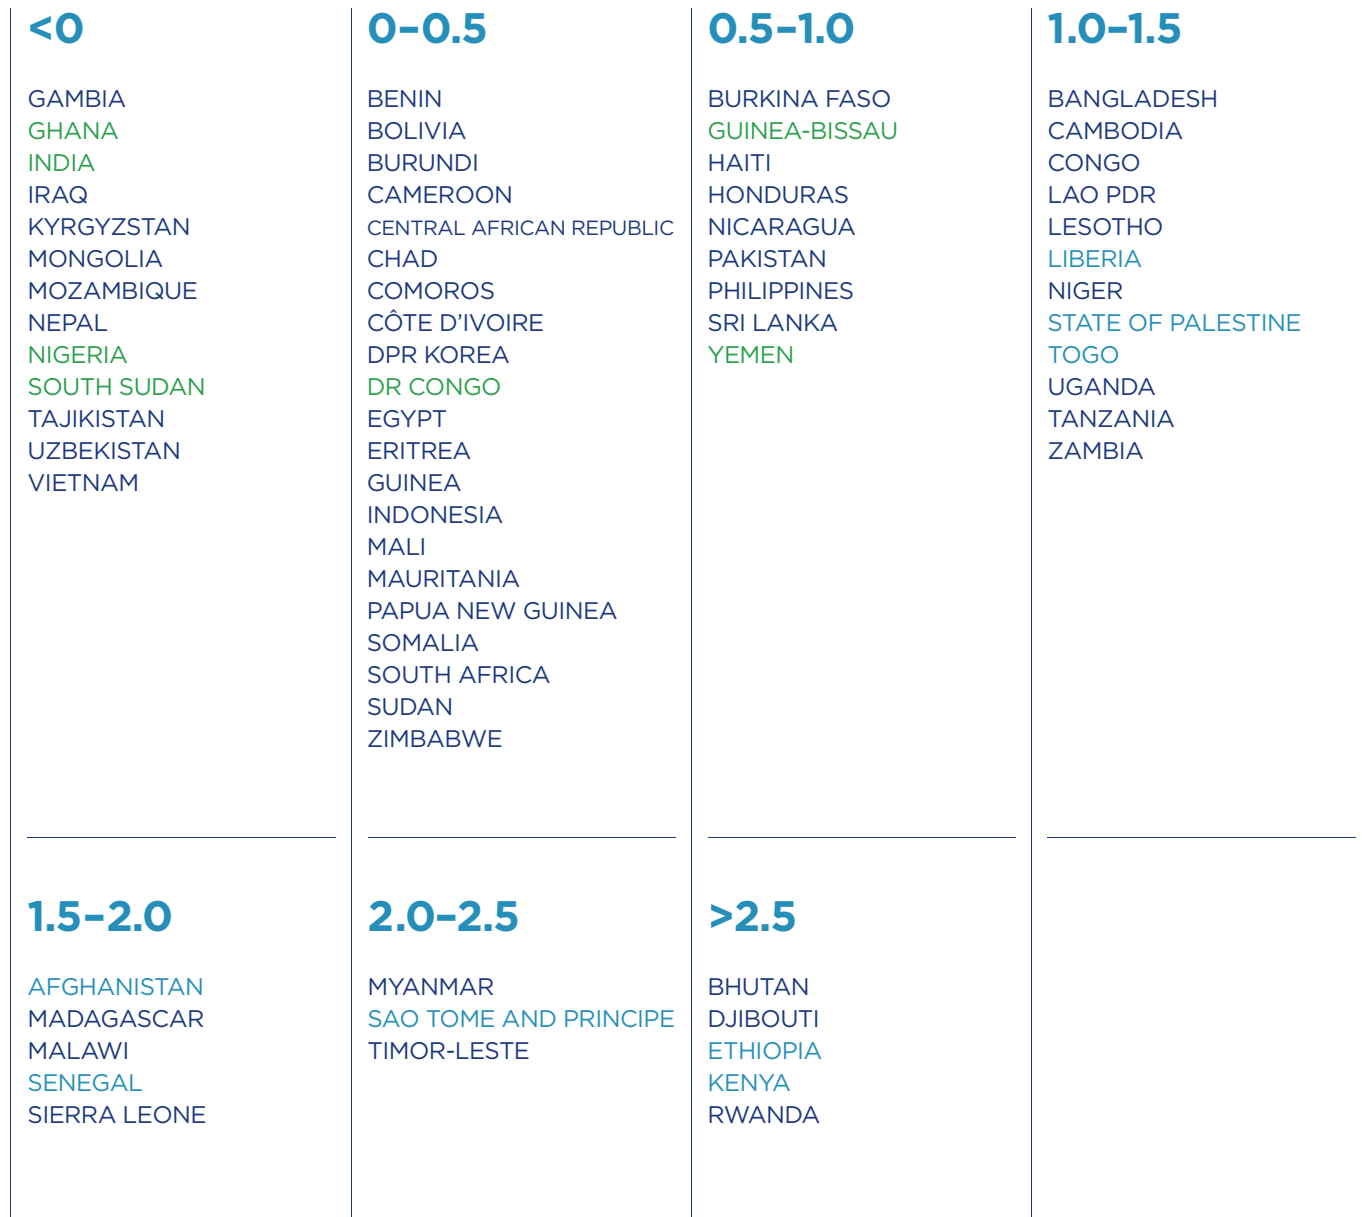 <0
GAMBIA
GHANA
INDIA
IRAQ
KYRGYZSTAN
MONGOLIA
MOZAMBIQUE
NEPAL
NIGERIA
SOUTH SUDAN
TAJIKISTAN
UZBEKISTAN
VIETNAM
0–0.5
BENIN
BOLIVIA
BURUNDI
CAMEROON
CENTRAL AFRICAN REPUBLIC
CHAD
COMOROS
CÔTE D’IVOIRE
DPR KOREA
DR CONGO
EGYPT
ERITREA
GUINEA
INDONESIA
MALI
MAURITANIA
PAPUA NEW GUINEA
SOMALIA
SOUTH AFRICA
SUDAN
ZIMBABWE
0.5–1.0
BURKINA FASO
GUINEA-BISSAU
HAITI
HONDURAS
NICARAGUA
PAKISTAN
PHILIPPINES
SRI LANKA
YEMEN
1.0–1.5
BANGLADESH
CAMBODIA
CONGO
LAO PDR
LESOTHO
LIBERIA
NIGER
STATE OF PALESTINE
TOGO
UGANDA
TANZANIA
ZAMBIA
1.5–2.0
AFGHANISTAN
MADAGASCAR
MALAWI
SENEGAL
SIERRA LEONE
2.0–2.5
MYANMAR
SAO TOME AND PRINCIPE
TIMOR-LESTE
>2.5
BHUTAN
DJIBOUTI
ETHIOPIA
KENYA
RWANDA